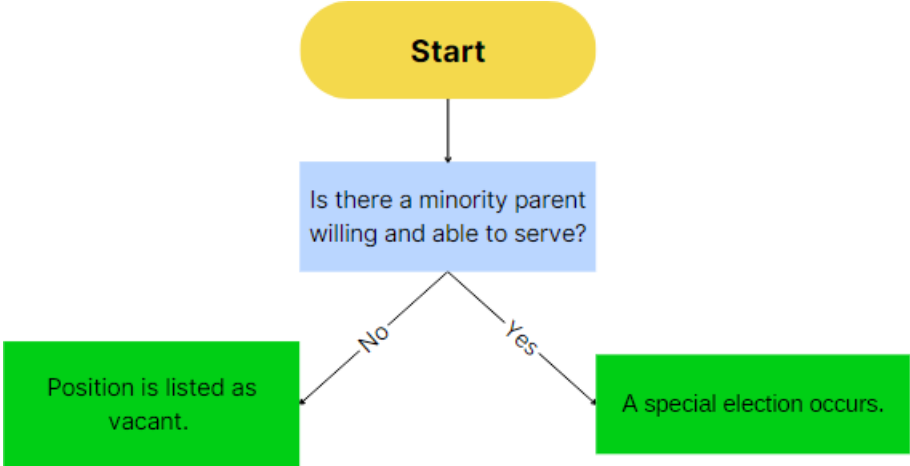 Start
Is there a minority parent
willing and able to serve?
No
Yes
Position is listed as
vacant.
A special election occurs.